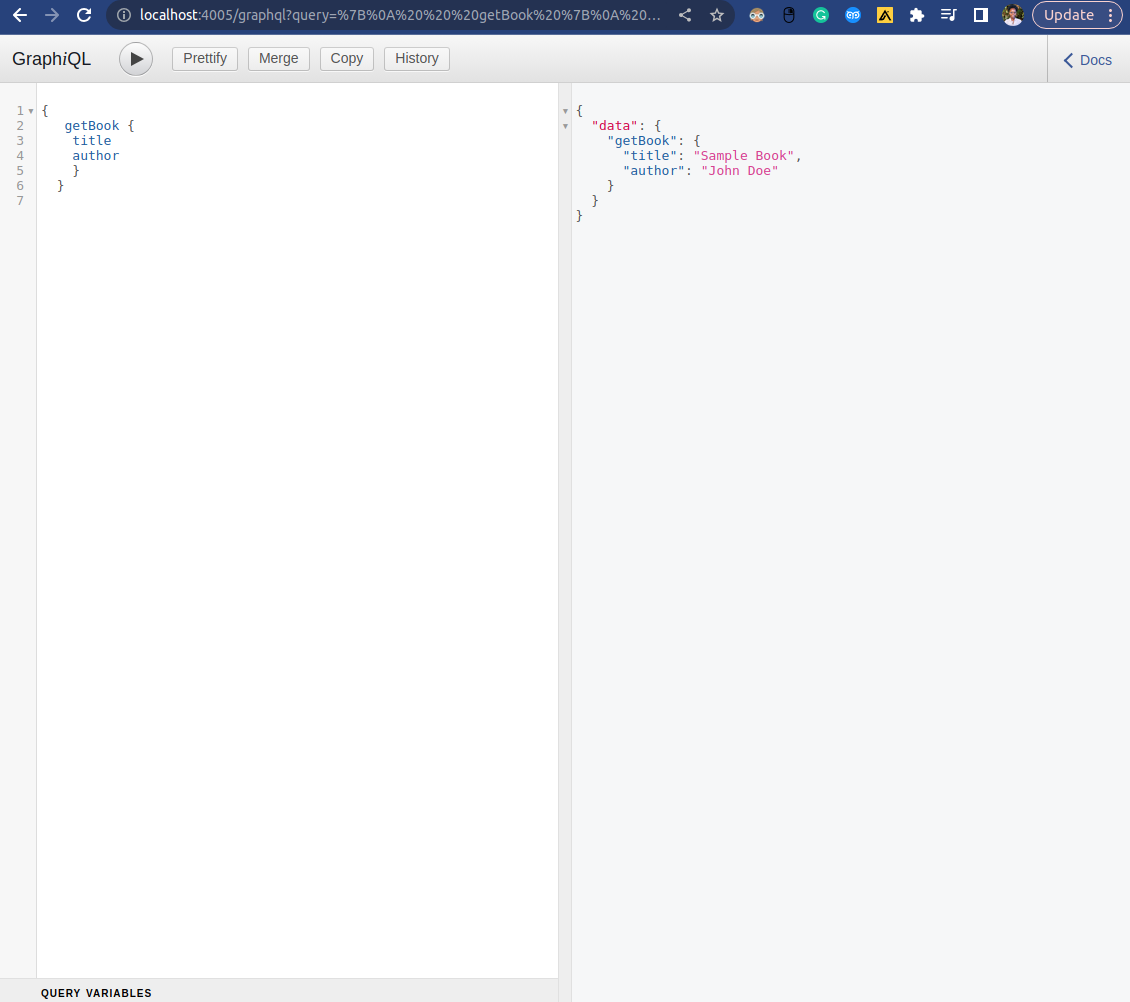 localhost:4005/graphql?query=%7B%0A%20%20%20getBook%20%7B%0A%20...
Update
GraphiQL
Prettify
Merge
Copy
History
Docs
1 {
2 getBook {
3 title
4 author
5 }
6 }
7
{
"data": {
"getBook": {
"title": "Sample Book",
"author": "John Doe"
}
}
}
QUERY VARIABLES